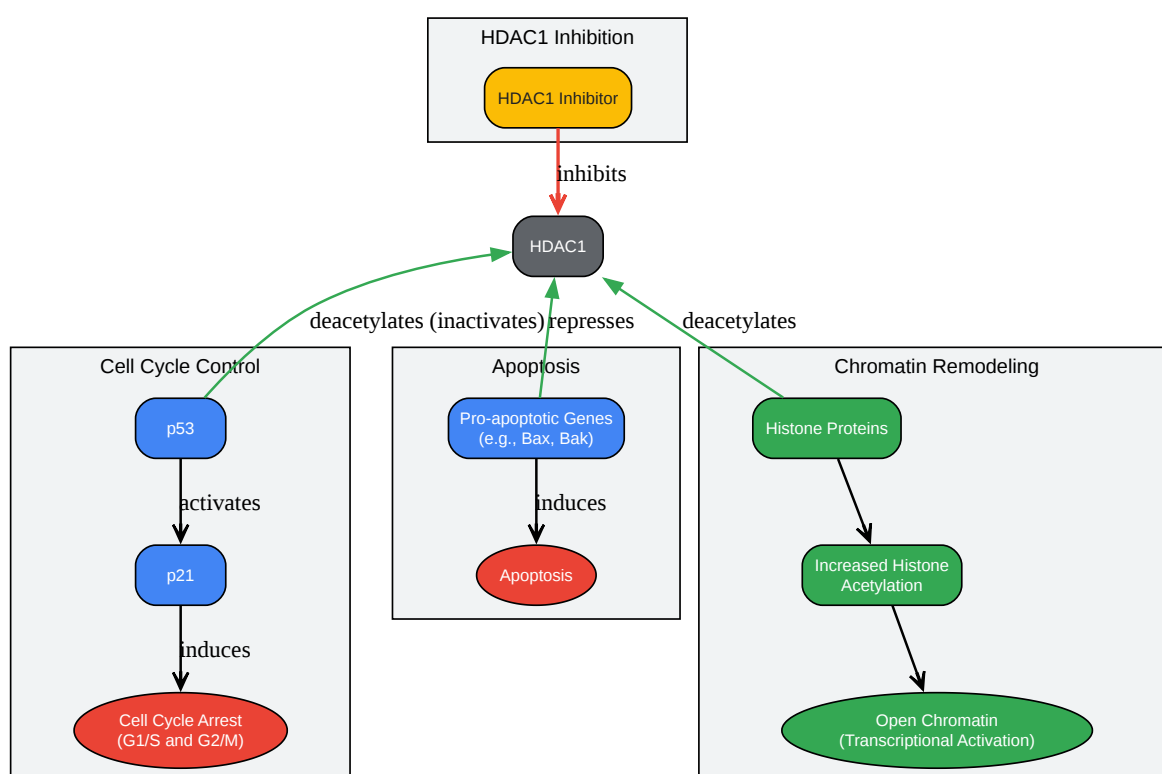 HDAC1 Inhibition
HDAC1 Inhibitor
inhibits
HDAC1
deacetylates (inactivates)
represses
deacetylates
Cell Cycle Control
p53
activates
p21
induces
Cell Cycle Arrest
(G1/S and G2/M)
Apoptosis
Pro-apoptotic Genes
(e.g., Bax, Bak)
induces
Apoptosis
Chromatin Remodeling
Histone Proteins
Increased Histone
Acetylation
Open Chromatin
(Transcriptional Activation)